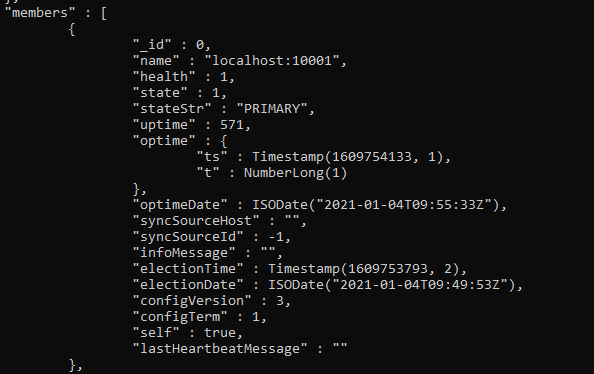 },
"members" : [
{
"_id" : 0,
"name" : "localhost:10001",
"health" : 1,
"state" : 1,
"stateStr" : "PRIMARY",
"uptime" : 571,
"optime" : {
"ts" : Timestamp(1609754133, 1),
"t" : NumberLong(1)
},
"optimeDate" : ISODate("2021-01-04T09:55:33Z"),
"syncSourceHost" : "",
"syncSourceId" : -1,
"infoMessage" : "",
"electionTime" : Timestamp(1609753793, 2),
"electionDate" : ISODate("2021-01-04T09:49:53Z"),
"configVersion" : 3,
"configTerm" : 1,
"self" : true,
"lastHeartbeatMessage" : ""
},